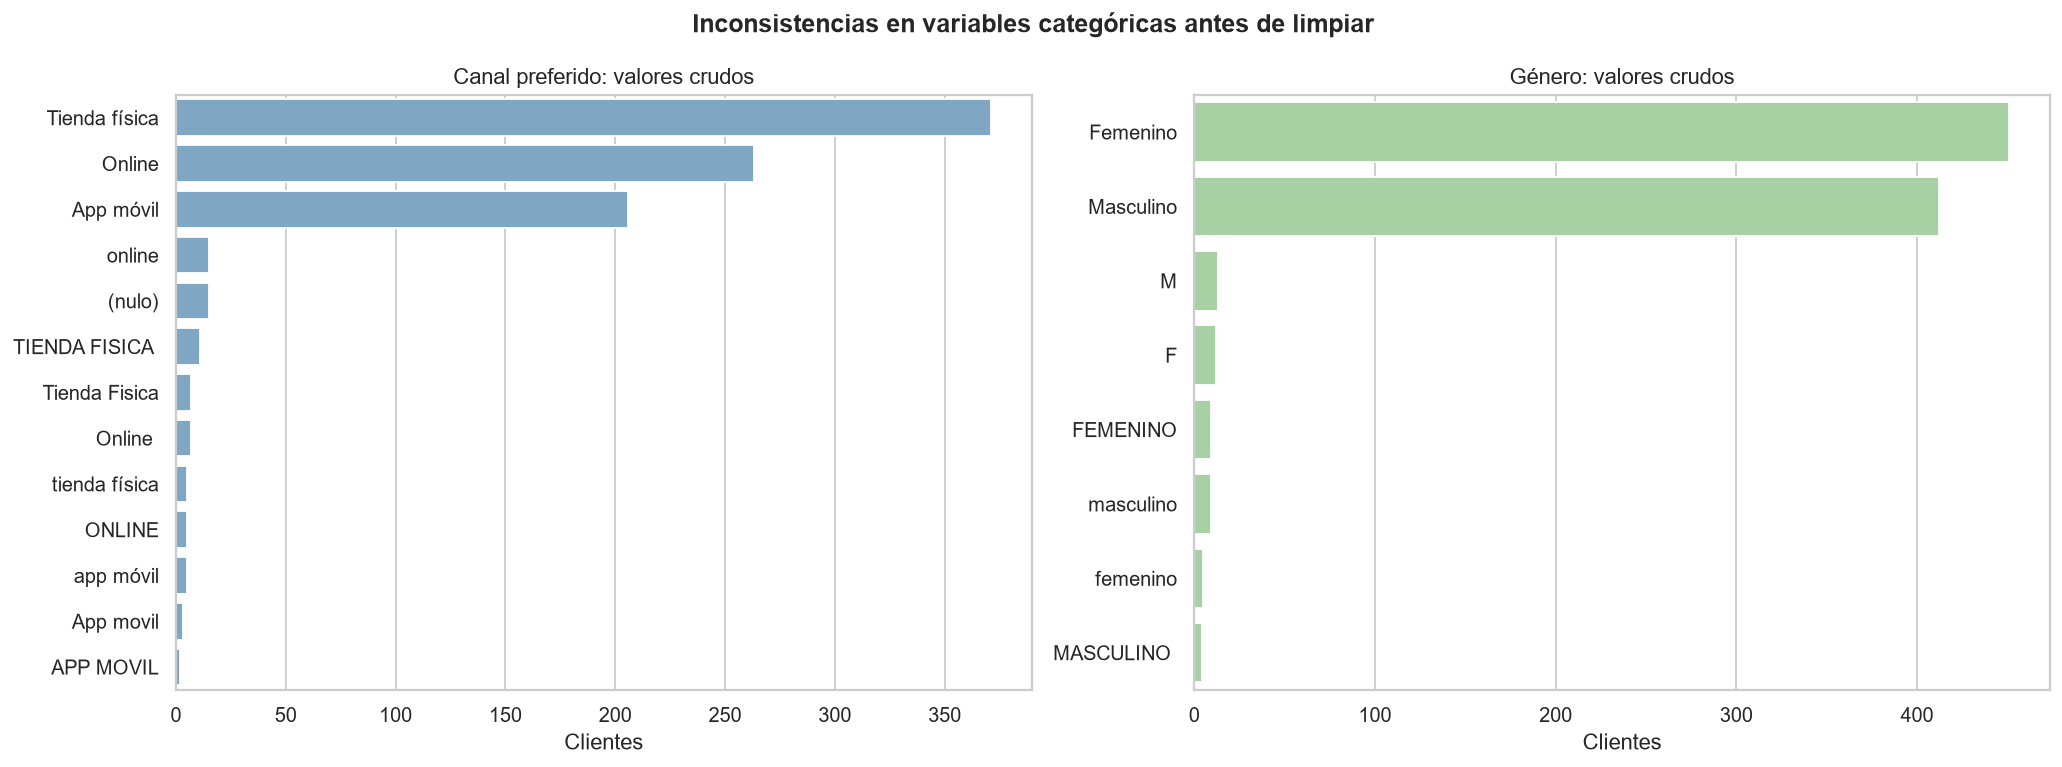 Inconsistencias en variables categóricas antes de limpiar
Canal preferido: valores crudos
Tienda física
Online
App móvil
online
(nulo)
TIENDA FISICA
Tienda Fisica
Online
tienda física
ONLINE
app móvil
App movil
APP MOVIL
0 50 100 150 200 250 300 350
Clientes
Género: valores crudos
Femenino
Masculino
M
F
FEMENINO
masculino
femenino
MASCULINO
0 100 200 300 400
Clientes